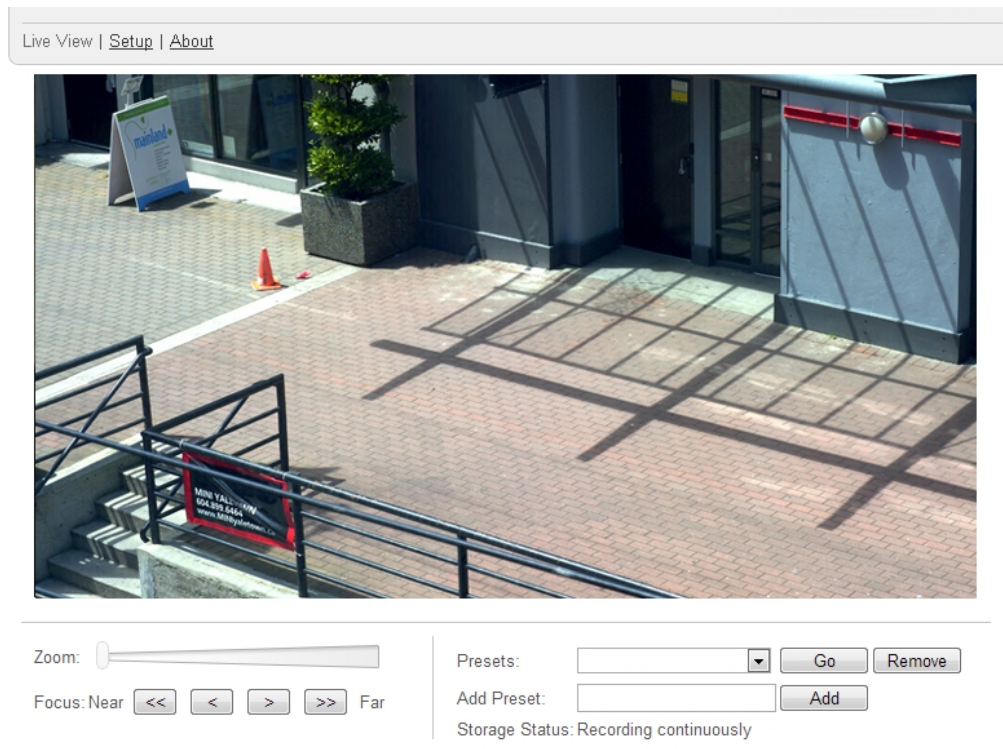 Live View | Setup | About
mainland
MINI YALETOWN
604.899.6464
www.MINIyaletown.ca
Zoom:
Focus: Near << < > >> Far
Presets: Go Remove
Add Preset: Add
Storage Status: Recording continuously